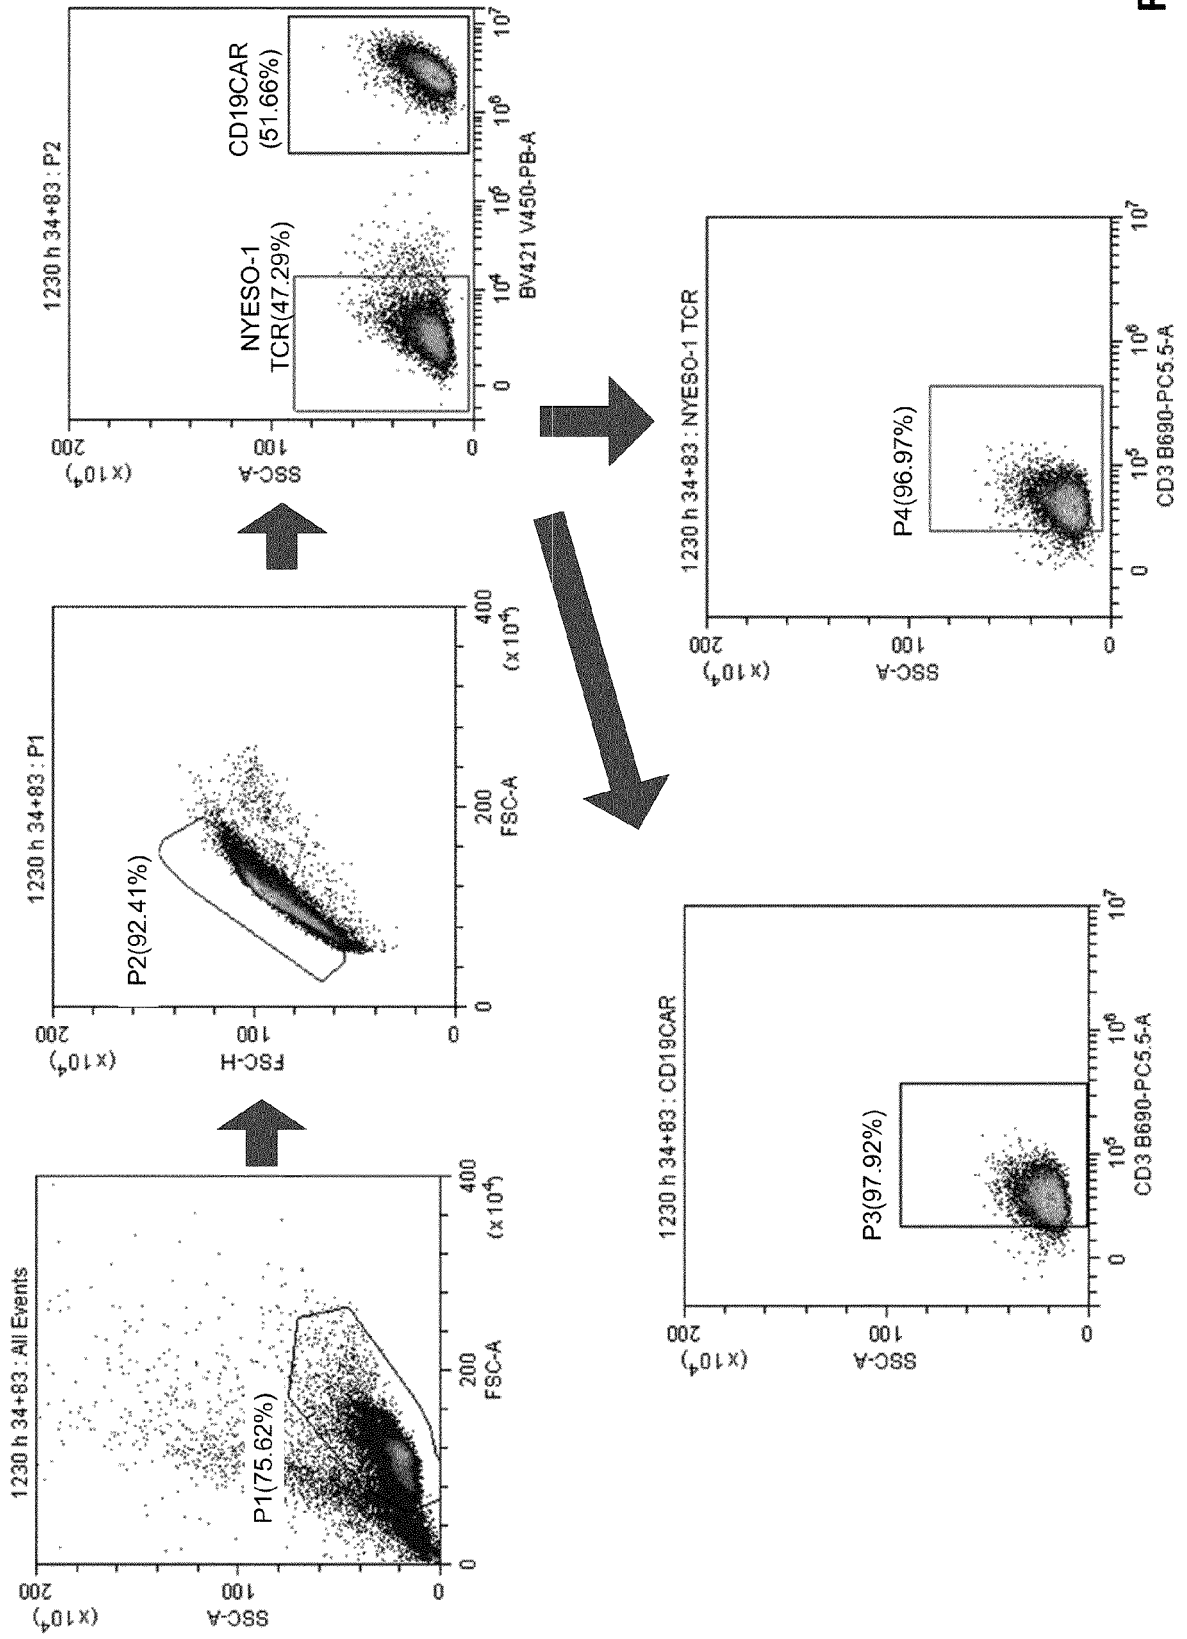 1230 h 34+83 : All Events
(x10⁴)
200
100
0
SSC-A
P1(75.62%)
0
200
400
FSC-A
(x10⁴)
1230 h 34+83 : P1
(x10⁴)
200
100
0
FSC-H
P2(92.41%)
0
200
400
FSC-A
(x10⁴)
1230 h 34+83 : P2
(x10⁴)
200
100
0
SSC-A
NYESO-1
TCR(47.29%)
CD19CAR
(51.66%)
0
10⁴
10⁵
10⁶
10⁷
BV421 V450-PB-A
1230 h 34+83 : CD19CAR
(x10⁴)
200
100
0
SSC-A
P3(97.92%)
0
10⁵
10⁶
10⁷
CD3 B690-PC5.5-A
1230 h 34+83 : NYESO-1 TCR
(x10⁴)
200
100
0
SSC-A
P4(96.97%)
0
10⁵
10⁶
10⁷
CD3 B690-PC5.5-A